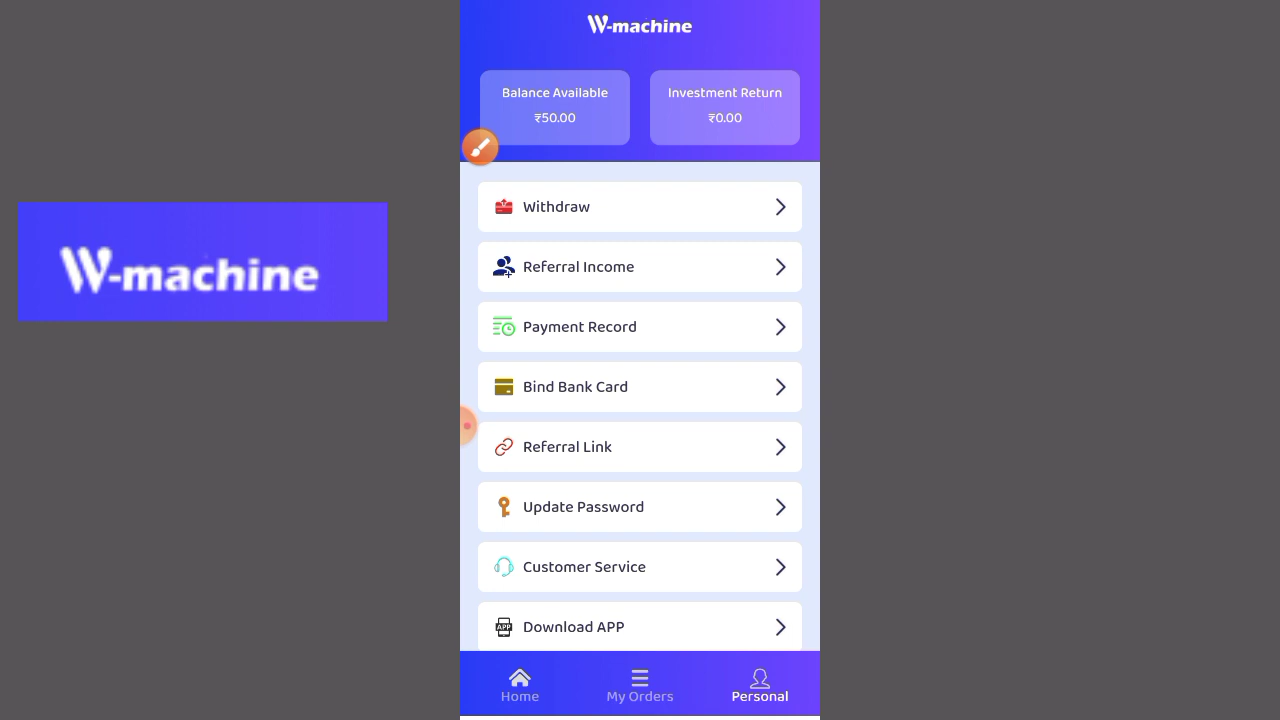 W-machine
W-machine
Balance Available
₹50.00
Investment Return
₹0.00
Withdraw
Referral Income
Payment Record
Bind Bank Card
Referral Link
Update Password
Customer Service
APP
Download APP
Home
My Orders
Personal